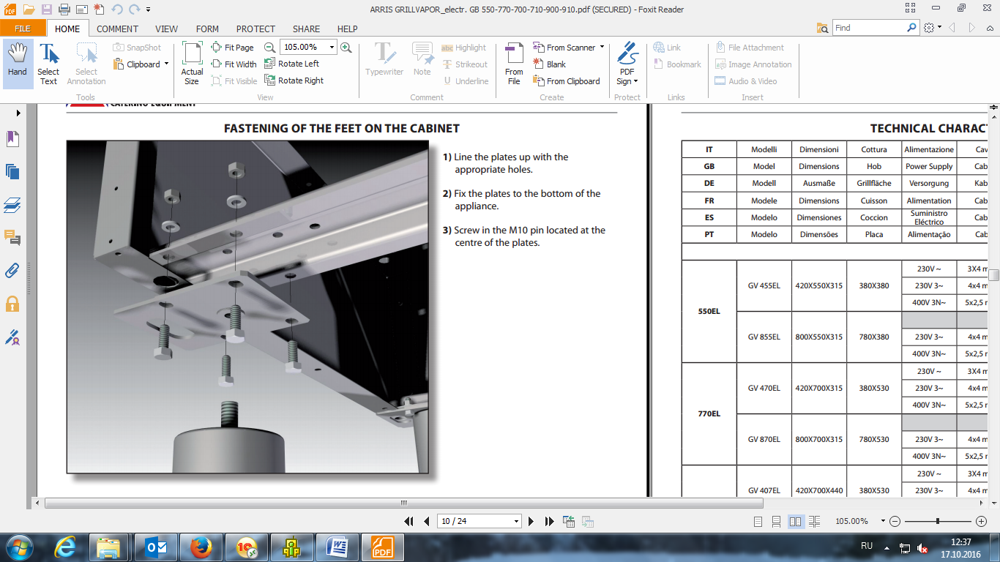 ARRIS GRILLVAPOR_electr. GB 550-770-700-710-900-910.pdf (SECURED) - Foxit Reader
FILE HOME COMMENT VIEW FORM PROTECT SHARE HELP
Find
Hand
Select Text
Select Annotation
SnapShot
Clipboard
Tools
Actual Size
Fit Page
Fit Width
Fit Visible
105.00%
Rotate Left
Rotate Right
View
Typewriter
Note
Highlight
Strikeout
Underline
Comment
From File
From Scanner
Blank
From Clipboard
Create
PDF Sign
Protect
Link
Bookmark
Links
File Attachment
Image Annotation
Audio & Video
Insert
CATERING EQUIPMENT
FASTENING OF THE FEET ON THE CABINET
1) Line the plates up with the
appropriate holes.
2) Fix the plates to the bottom of the
appliance.
3) Screw in the M10 pin located at the
centre of the plates.
TECHNICAL CHARACT
IT Modelli Dimensioni Cottura Alimentazione Cav
GB Model Dimensions Hob Power Supply Cab
DE Modell Ausmaße Grillfläche Versorgung Kab
FR Modele Dimensions Cuisson Alimentation Cab
ES Modelo Dimensiones Coccion Suministro Eléctrico Cab
PT Modelo Dimensões Placa Alimentação Cab
550EL
GV 455EL 420X550X315 380X380
230V ~ 3X4 m
230V 3~ 4x4 m
400V 3N~ 5x2,5 r
GV 855EL 800X550X315 780X380
230V 3~ 4x4 m
400V 3N~ 5x2,5 r
770EL
GV 470EL 420X700X315 380X530
230V ~ 3X4 m
230V 3~ 4x4 m
400V 3N~ 5x2,5 r
GV 870EL 800X700X315 780X530
230V 3~ 4x4 m
400V 3N~ 5x2,5 r
GV 407EL 420X700X440 380X530
230V ~ 3X4 m
230V 3~ 4x4 m
10 / 24
105.00%
RU
12:37
17.10.2016